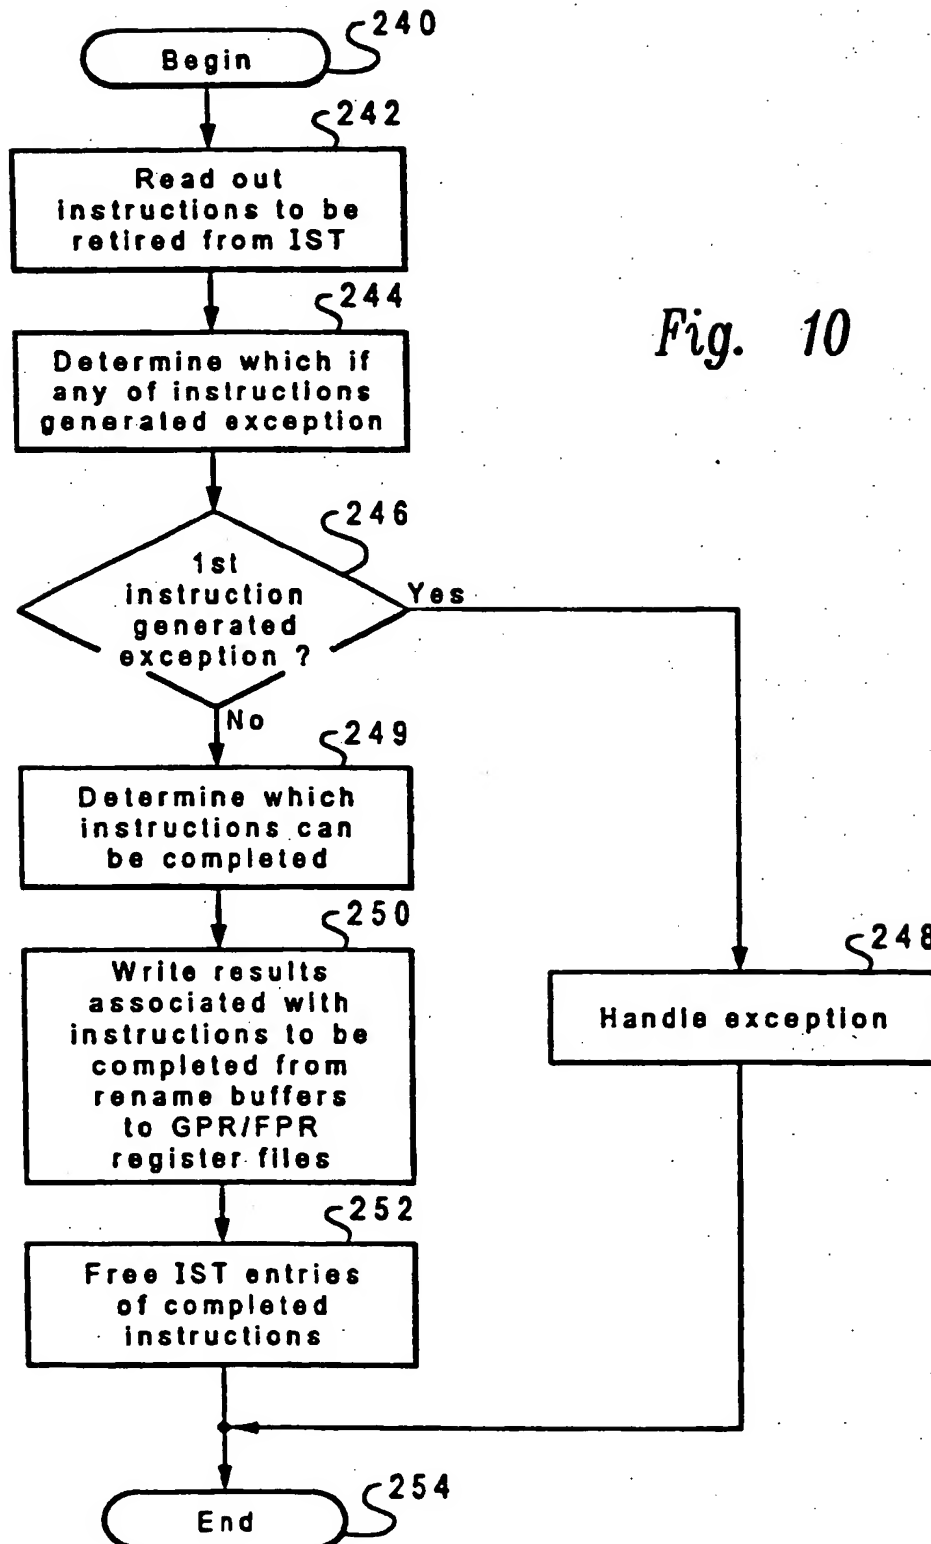 240
Begin
242
Read out
instructions to be
retired from IST
244
Determine which if
any of instructions
generated exception
Fig. 10
246
1st
instruction
generated
exception ?
Yes
No
249
Determine which
instructions can
be completed
250
Write results
associated with
instructions to be
completed from
rename buffers
to GPR/FPR
register files
248
Handle exception
252
Free IST entries
of completed
instructions
254
End